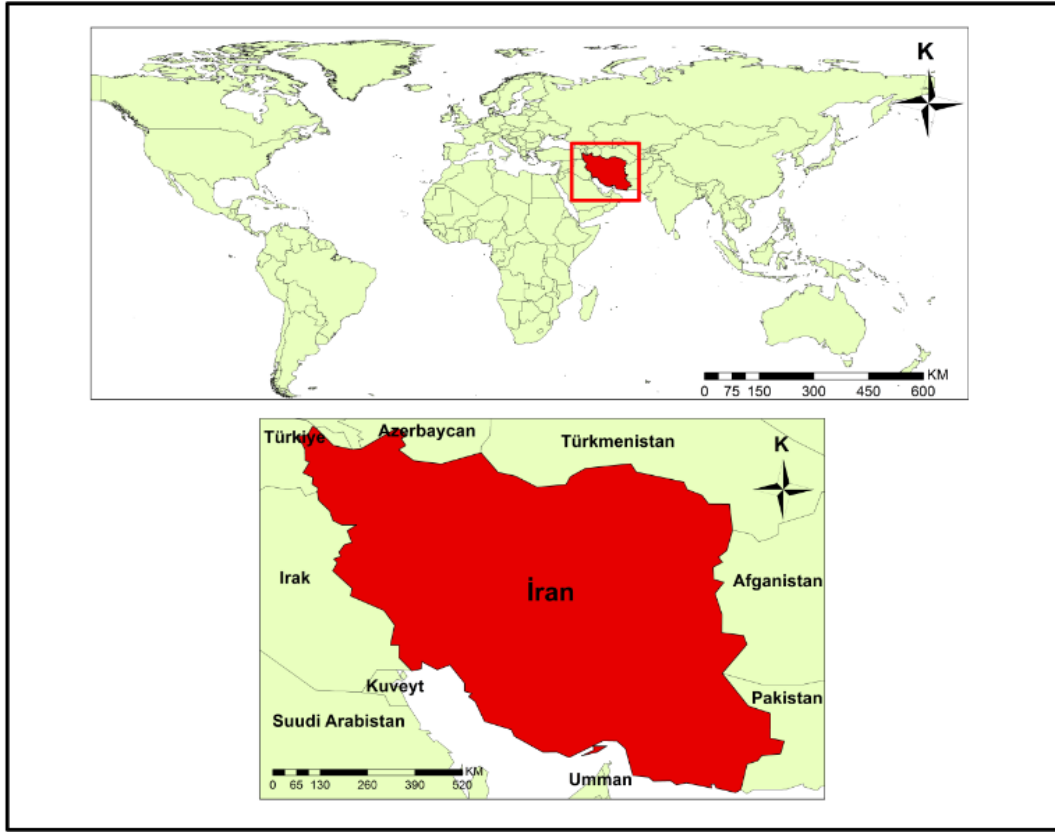 K
KM
0 75 150 300 450 600
Türkiye
Azerbaycan
Türkmenistan
K
Irak
İran
Afganistan
Kuveyt
Pakistan
Suudi Arabistan
Umman
KM
0 65 130 260 390 520